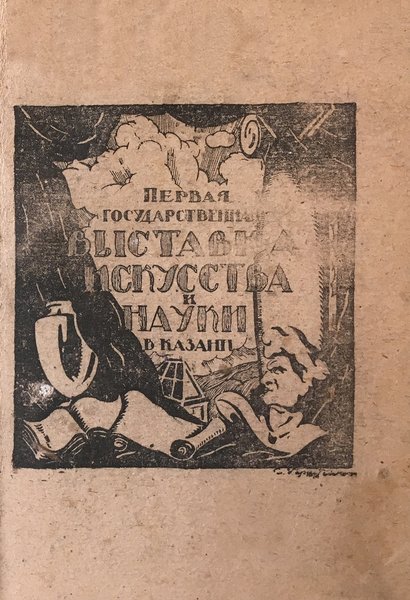 ПЕРВАЯ
ГОСУДАРСТВЕННАЯ
ВЫСТАВКА
ИСКУССТВА
И
НАУКИ
В КАЗАНИ